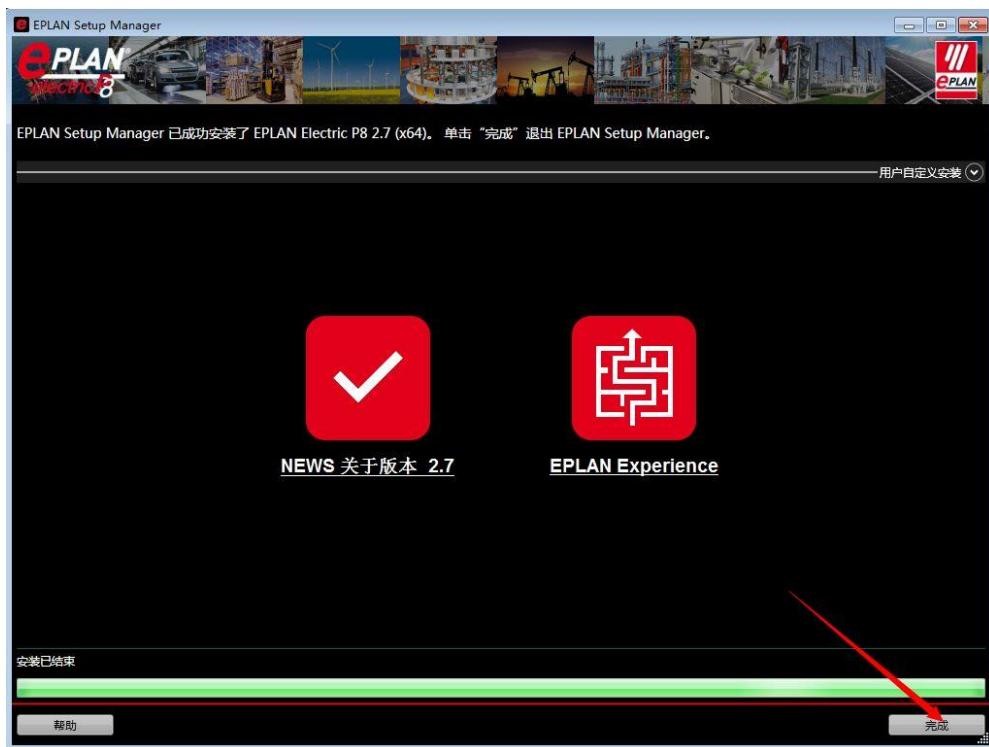 EPLAN Setup Manager
ePLAN
electric P8
ePLAN
EPLAN Setup Manager 已成功安装了 EPLAN Electric P8 2.7 (x64)。 单击“完成”退出 EPLAN Setup Manager。
用户自定义安装
NEWS 关于版本 2.7
EPLAN Experience
安装已结束
帮助
完成